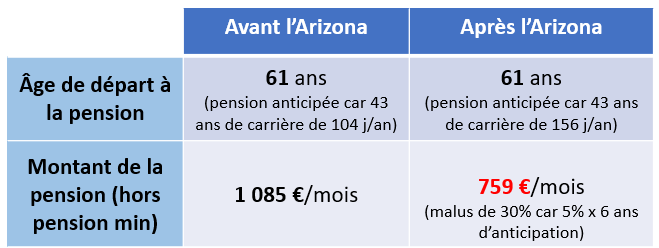 Avant l’Arizona
Après l’Arizona
Âge de départ à
la pension
61 ans
(pension anticipée car 43
ans de carrière de 104 j/an)
61 ans
(pension anticipée car 43 ans
de carrière de 156 j/an)
Montant de la
pension (hors
pension min)
1 085 €/mois
759 €/mois
(malus de 30% car 5% x 6 ans
d’anticipation)